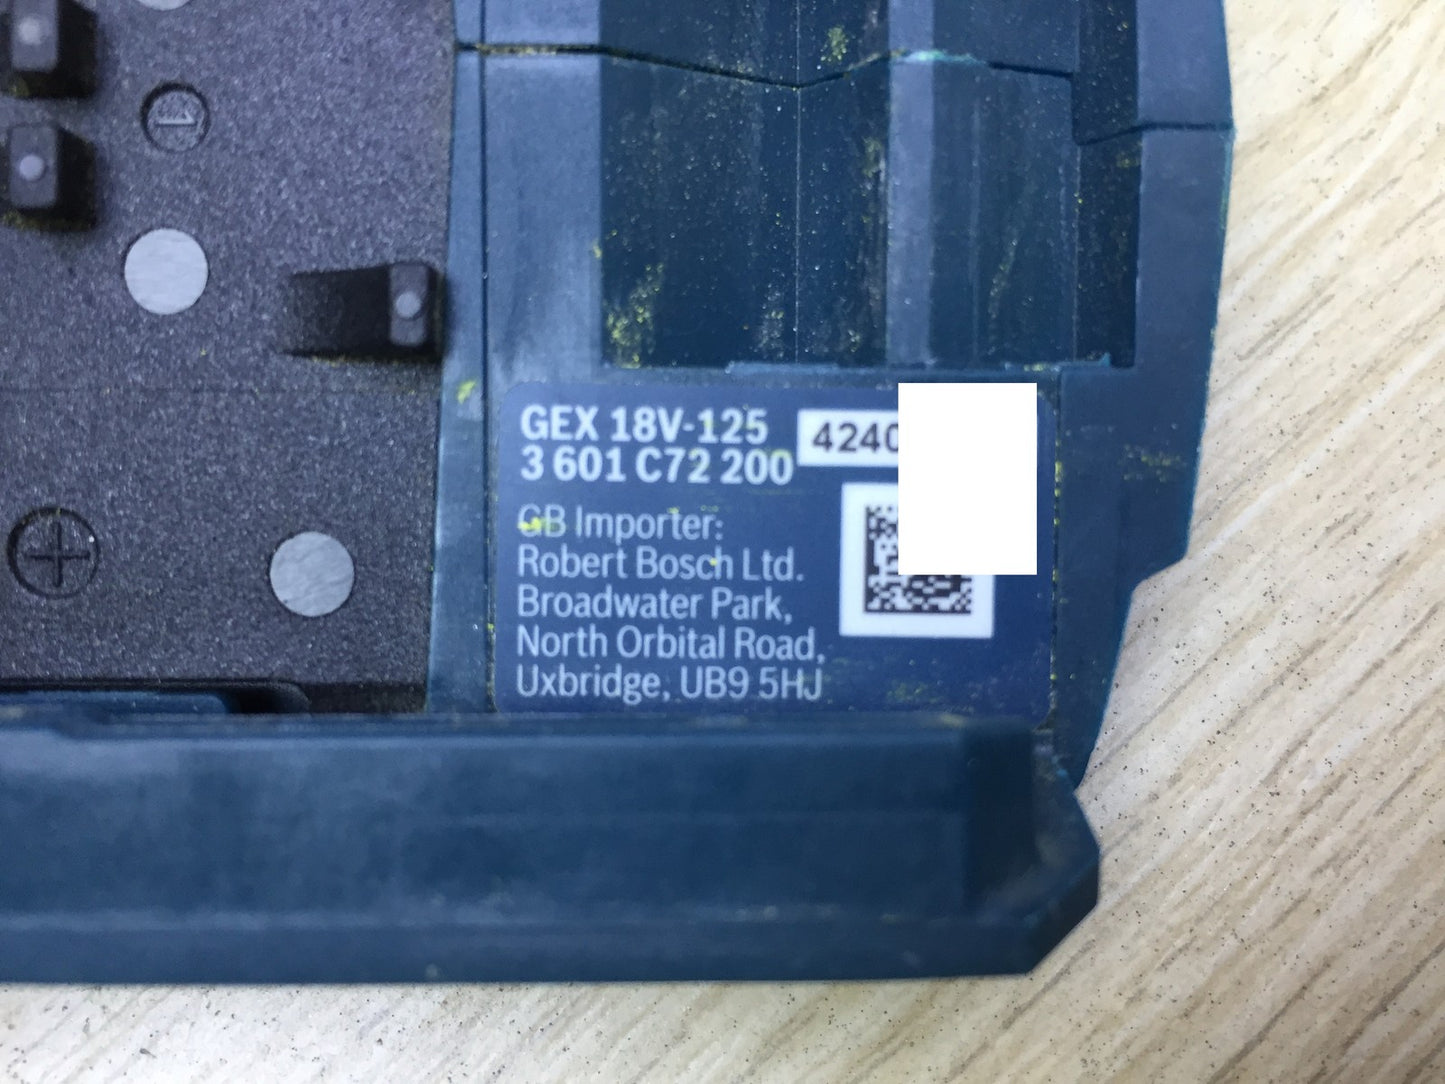 GEX 18V-125
3 601 C72 200
4240
GB Importer:
Robert Bosch Ltd.
Broadwater Park,
North Orbital Road,
Uxbridge, UB9 5HJ